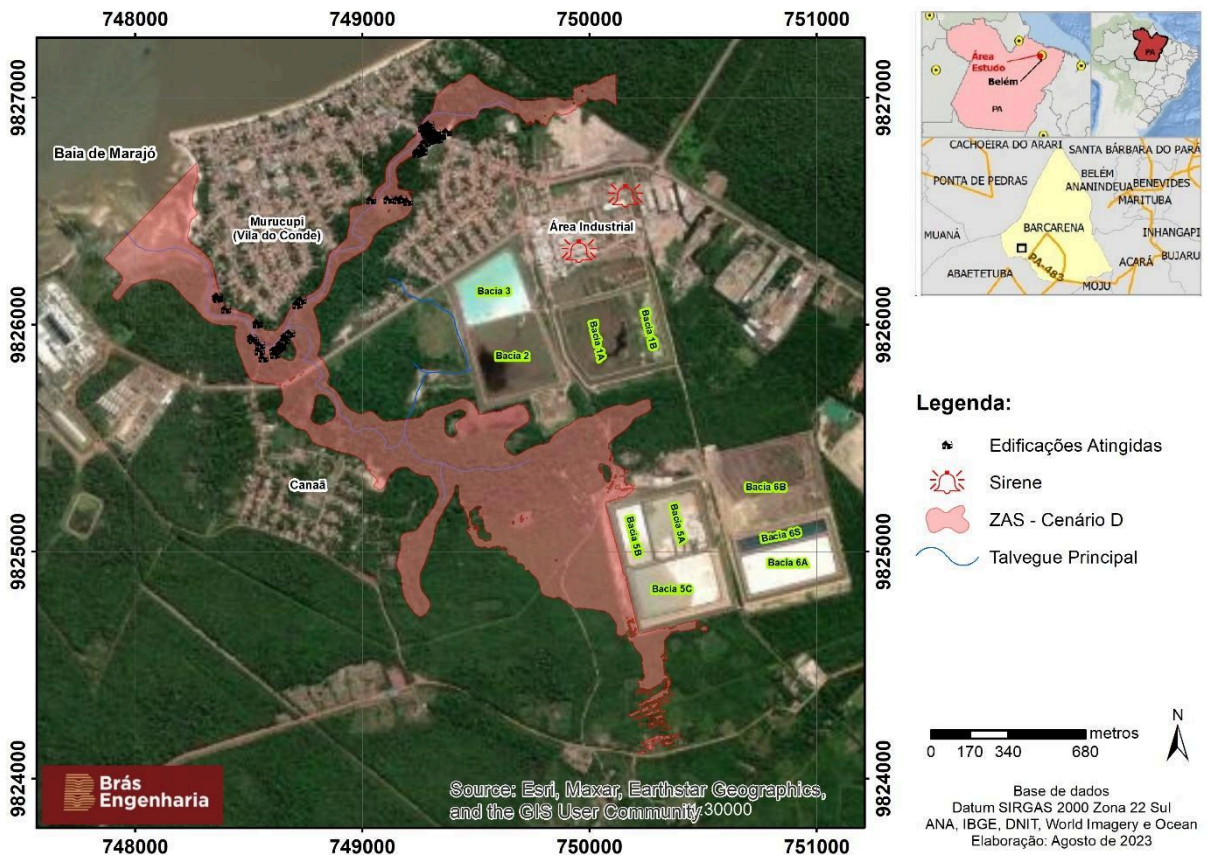 748000
749000
750000
751000
9827000
9826000
9825000
9824000
Baia de Marajó
Murucupi
(Vila do Conde)
Área Industrial
Bacia 3
Bacia 2
Bacia 1A
Bacia 1B
Canaã
Bacia 6B
Bacia 5B
Bacia 5A
Bacia 6S
Bacia 6A
Bacia 5C
Brás
Engenharia
Source: Esri, Maxar, Earthstar Geographics,
and the GIS User Community
30000
9827000
9826000
9825000
9824000
748000
749000
750000
751000
Área
Estudo
Belém
PA
PA
CACHOEIRA DO ARARI
SANTA BÁRBARA DO PARÁ
PONTA DE PEDRAS
BELÉM
ANANINDEUA
BENEVIDES
MARITUBA
MUANÁ
BARCARENA
INHANGAPI
BUJARU
ABAETETUBA
PA-483
ACARÁ
MOJU
Legenda:
Edificações Atingidas
Sirene
ZAS - Cenário D
Talvegue Principal
metros
0 170 340 680
N
Base de dados
Datum SIRGAS 2000 Zona 22 Sul
ANA, IBGE, DNIT, World Imagery e Ocean
Elaboração: Agosto de 2023